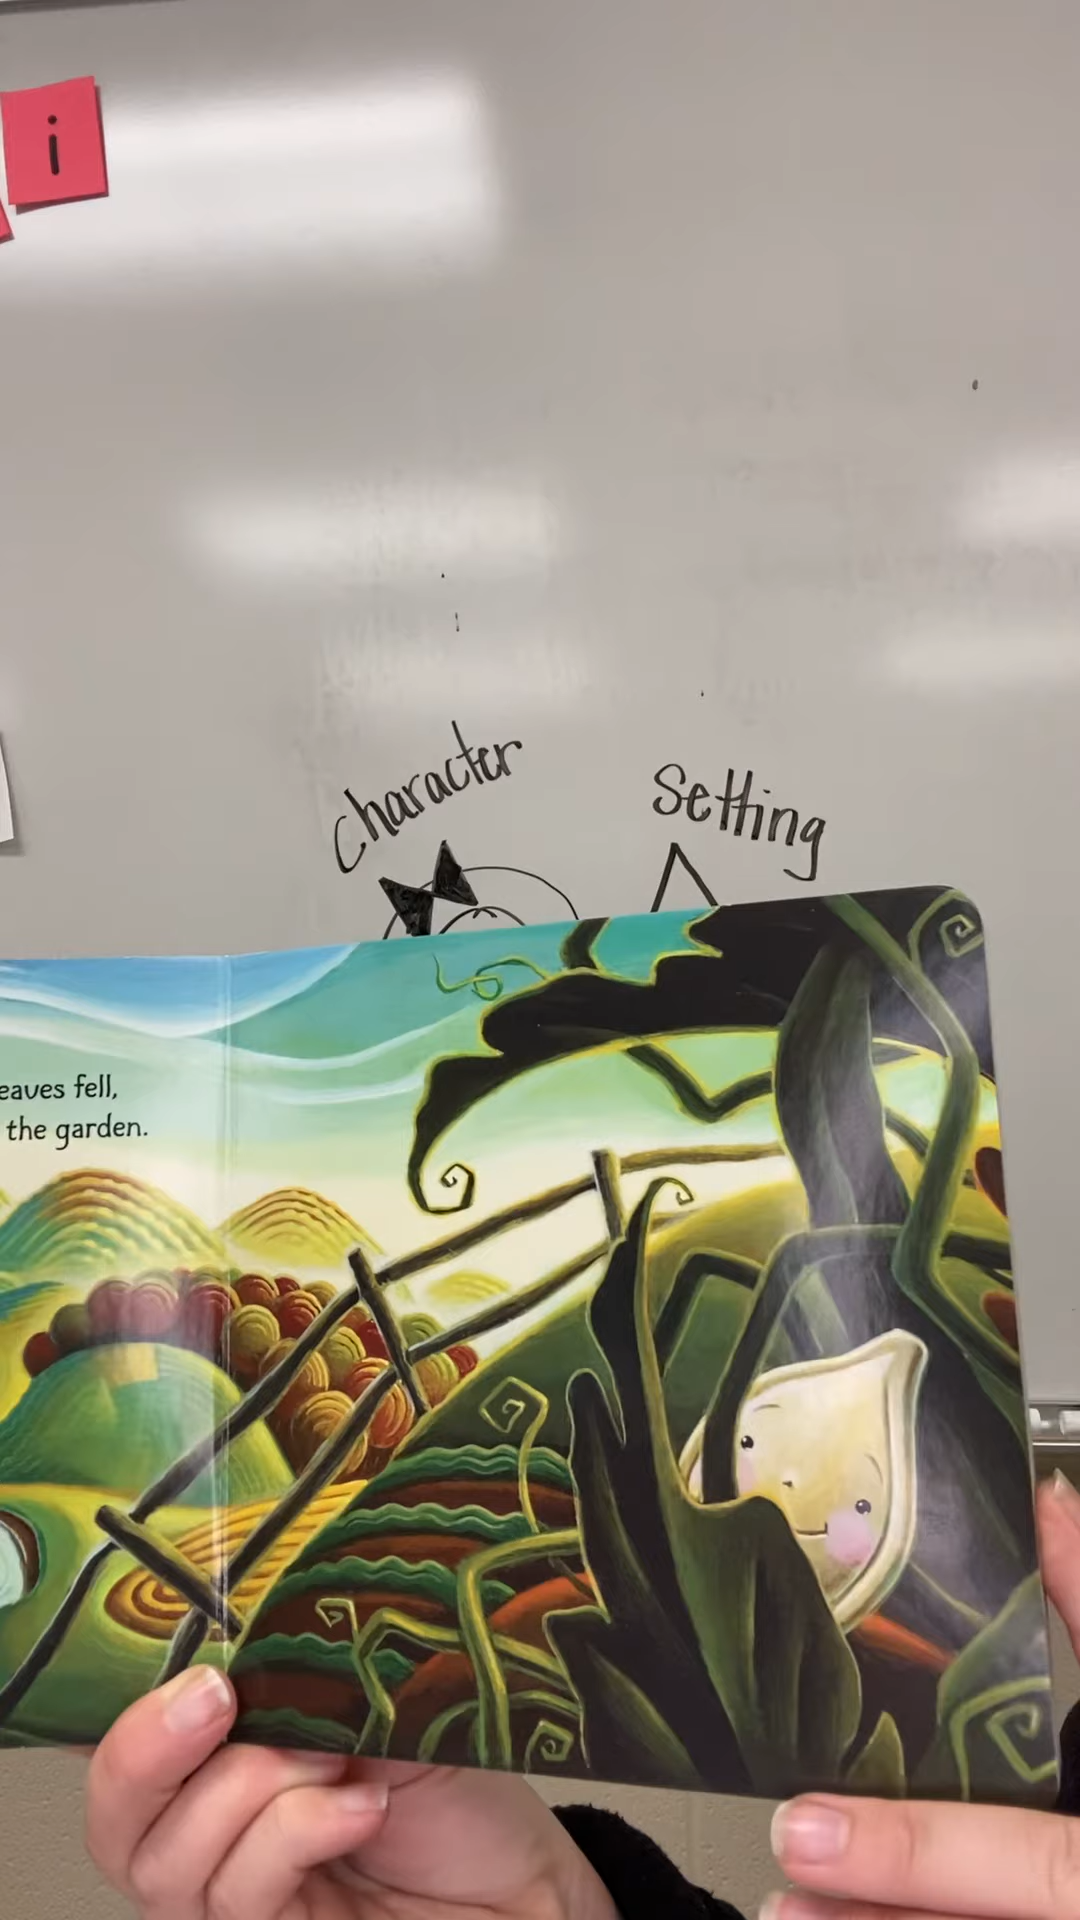 i
Character
Setting
eaves fell,
the garden.